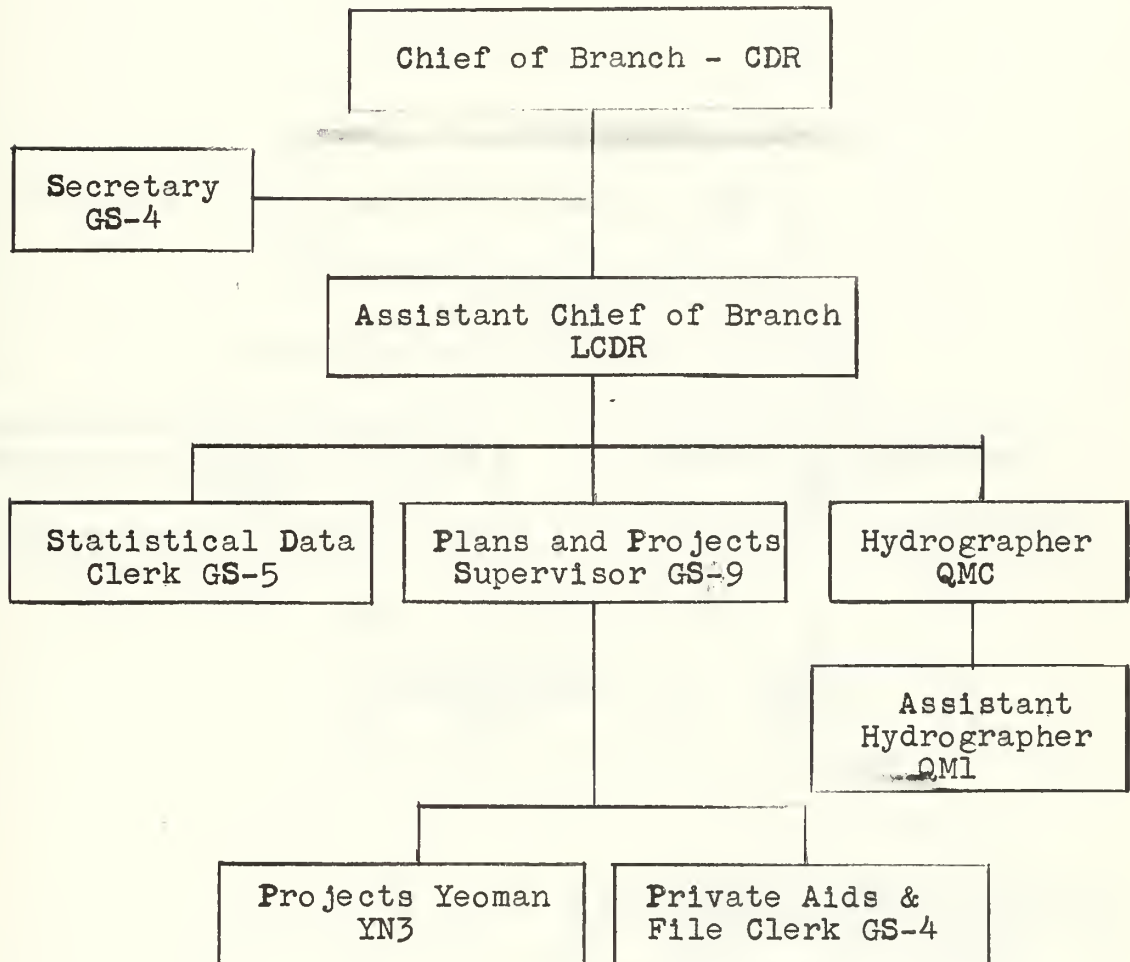 Chief of Branch - CDR
Secretary
GS-4
Assistant Chief of Branch
LCDR
Statistical Data
Clerk GS-5
Plans and Projects
Supervisor GS-9
Hydrographer
QMC
Assistant
Hydrographer
QM1
Projects Yeoman
YN3
Private Aids &
File Clerk GS-4